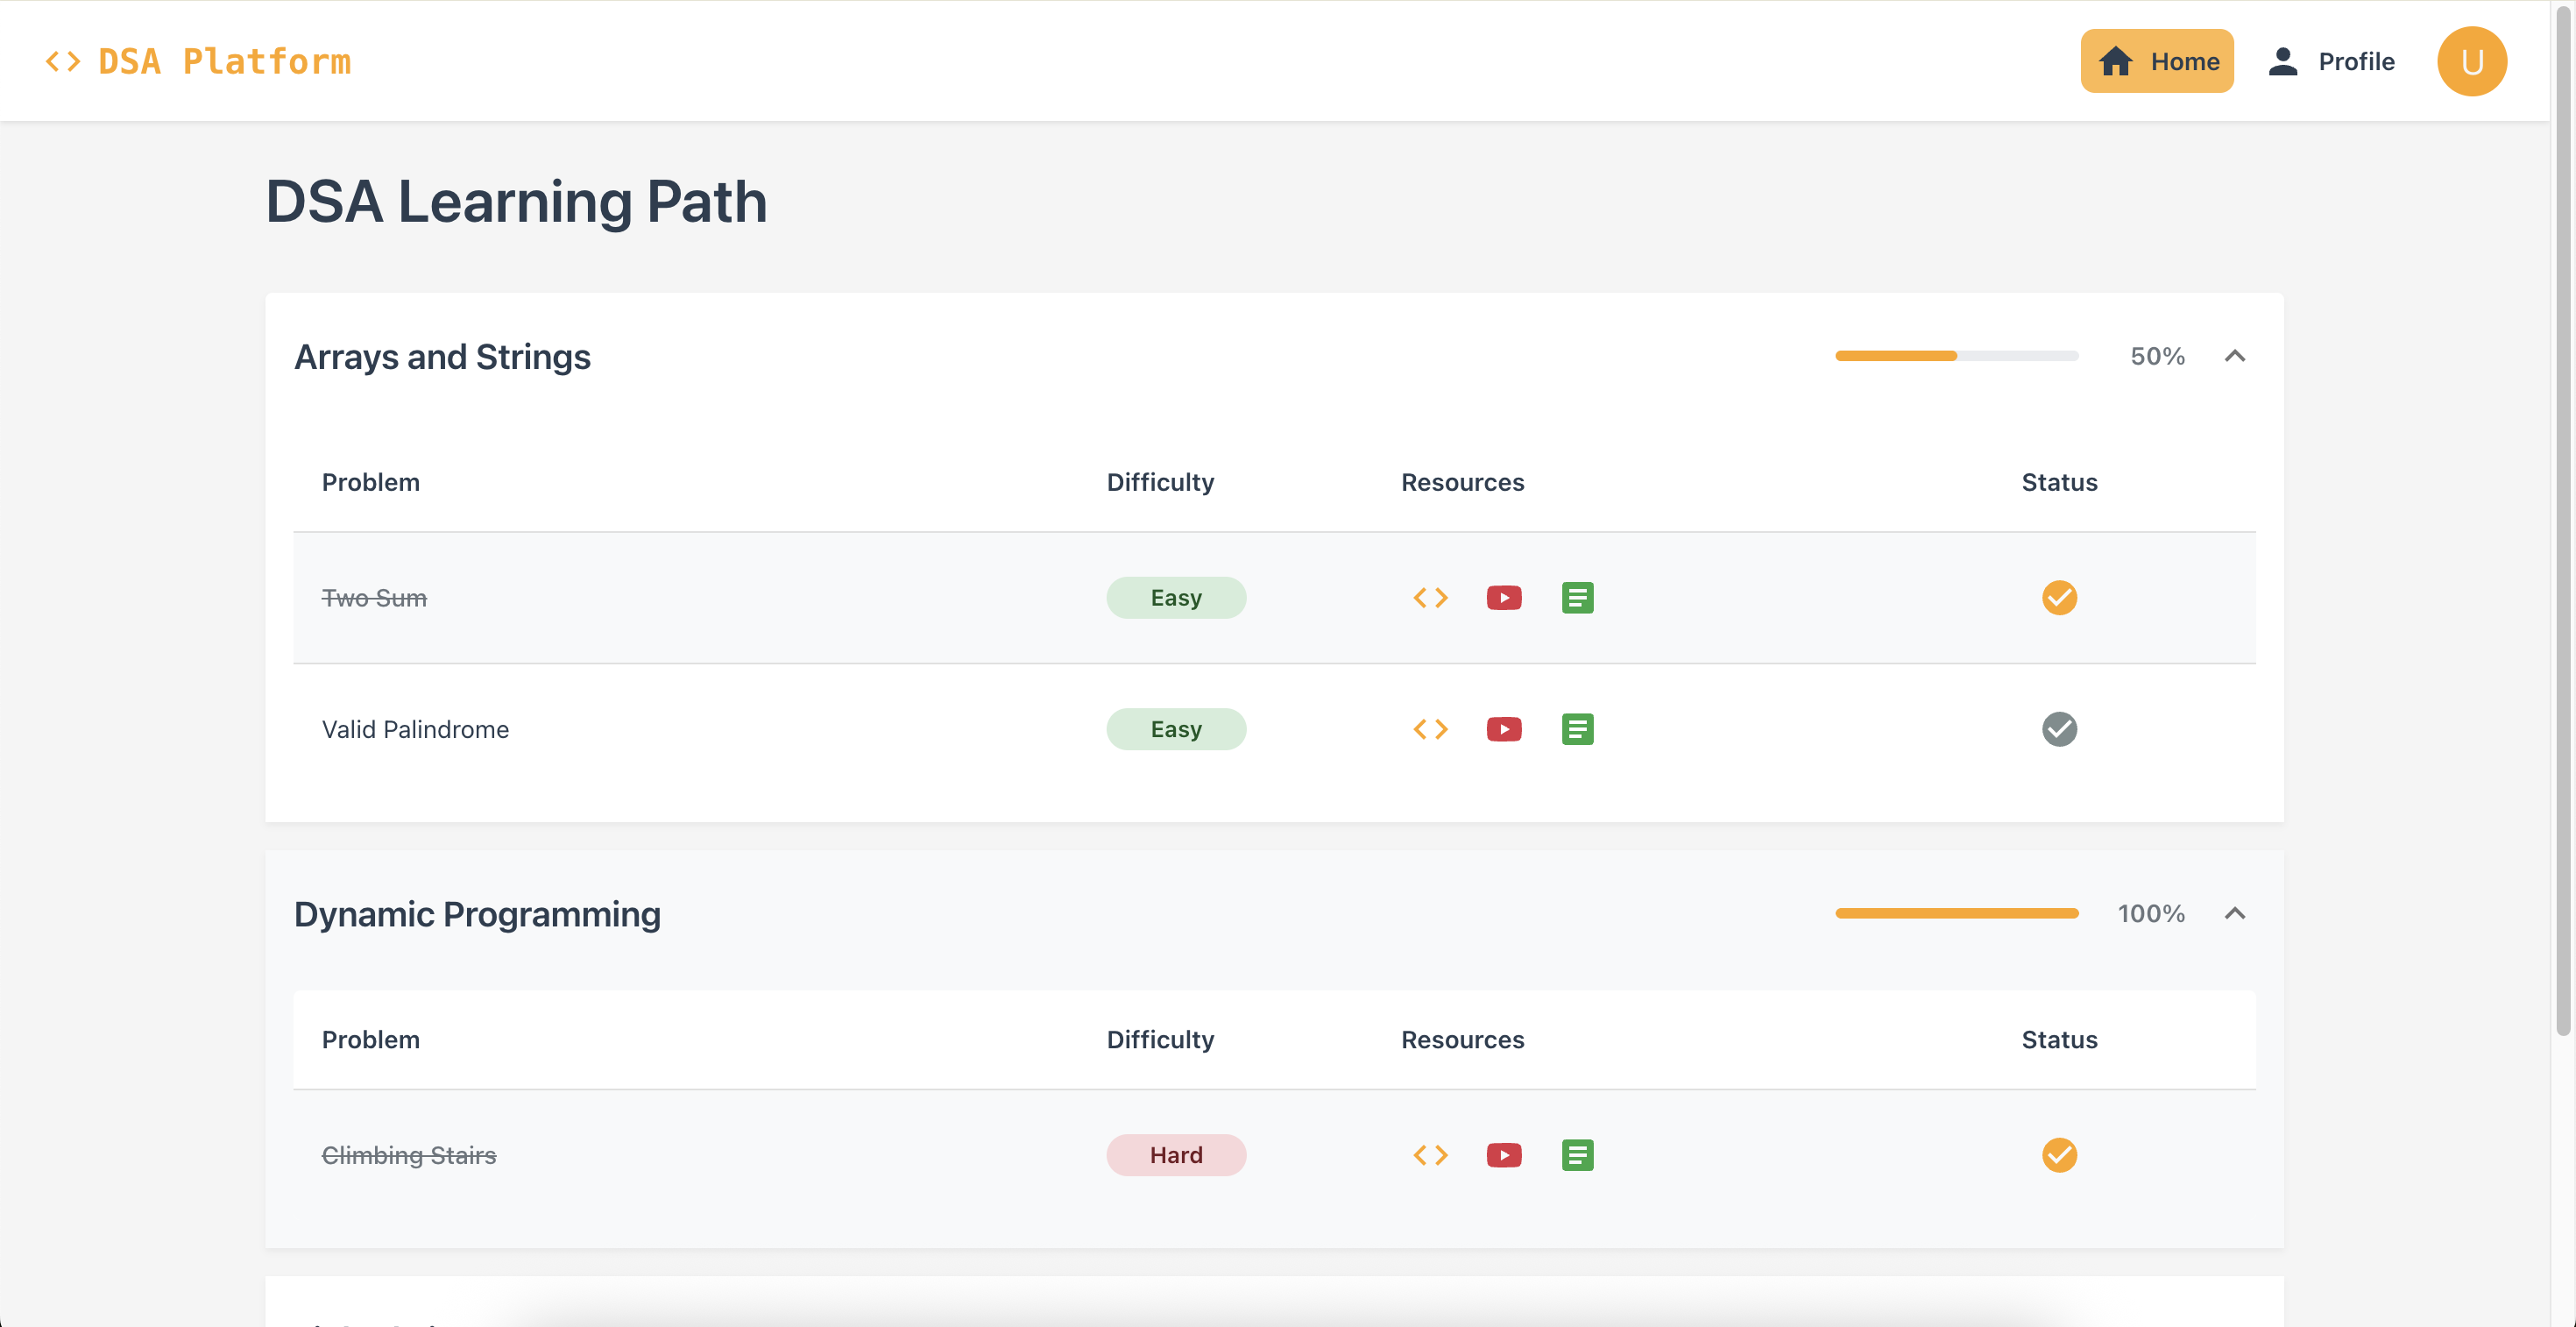 DSA Platform
Home
Profile
U
DSA Learning Path
Arrays and Strings
50%
Problem Difficulty Resources Status
Two Sum Easy
Valid Palindrome Easy
Dynamic Programming
100%
Problem Difficulty Resources Status
Climbing Stairs Hard